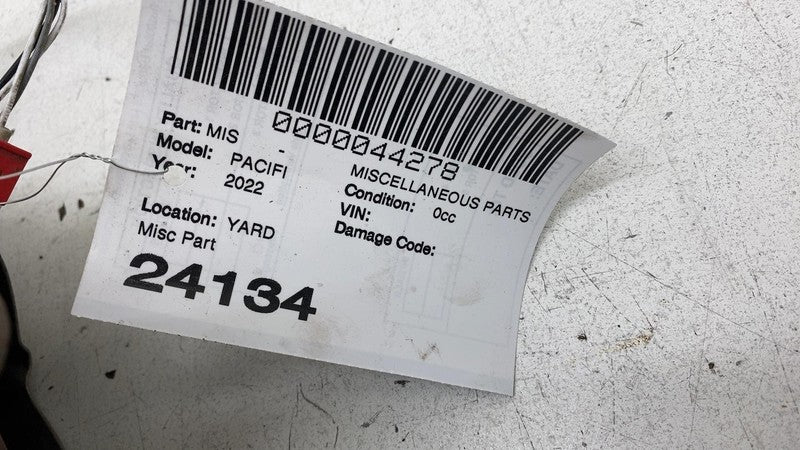 0000044278
Part: MIS - MISCELLANEOUS PARTS
Model: PACIFI Condition: 0cc
Year: 2022 VIN:
Damage Code:
Location: YARD
Misc Part
24134